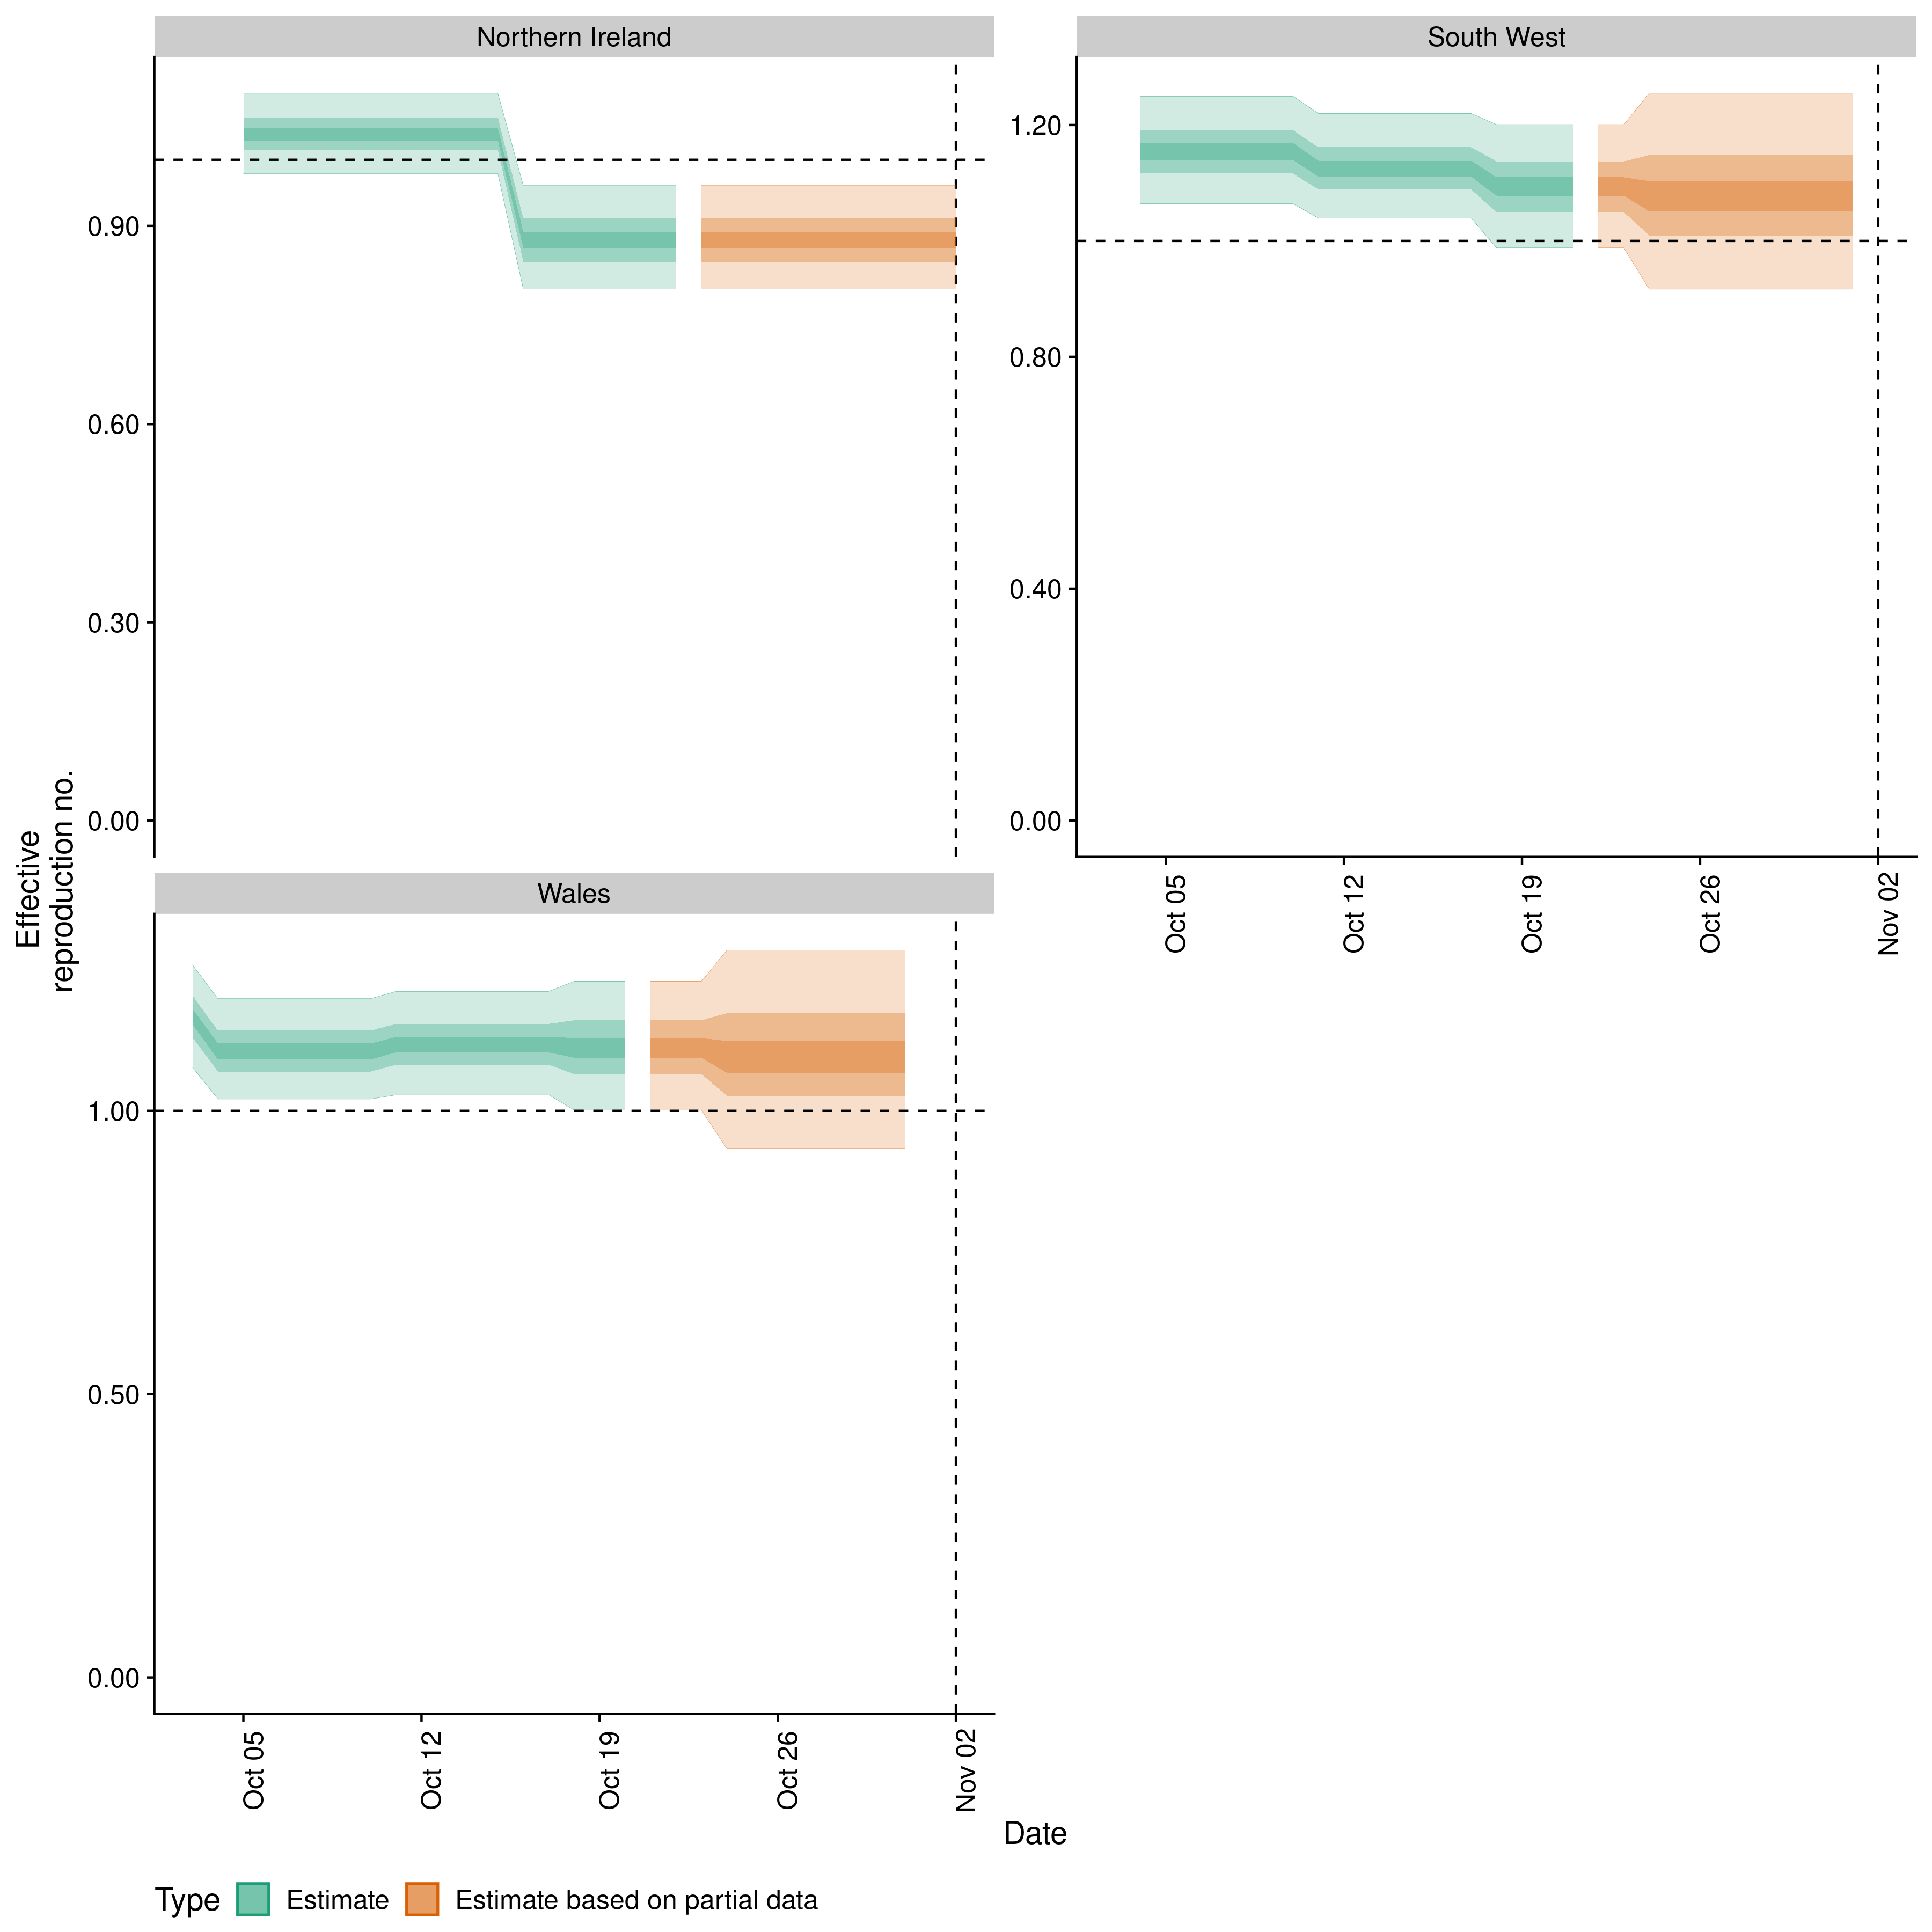 Northern Ireland
South West
0.90
0.60
0.30
0.00
1.20
0.80
0.40
0.00
Oct 05
Oct 12
Oct 19
Oct 26
Nov 02
Effective
reproduction no.
Wales
1.00
0.50
0.00
Oct 05
Oct 12
Oct 19
Oct 26
Nov 02
Date
Type Estimate Estimate based on partial data